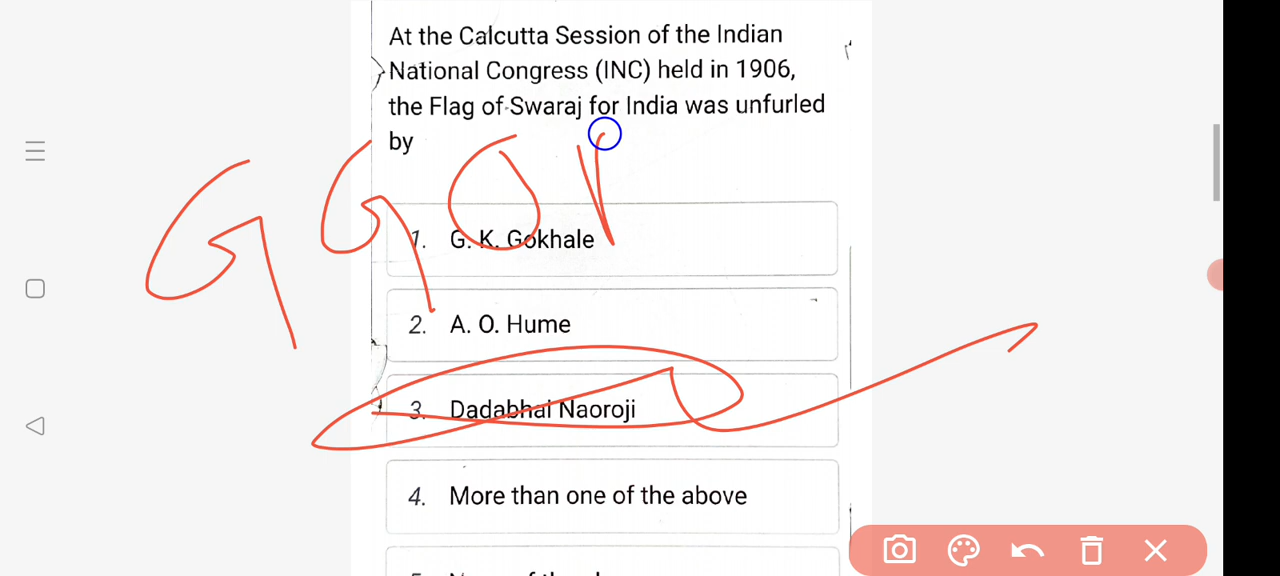 At the Calcutta Session of the Indian
National Congress (INC) held in 1906,
the Flag of Swaraj for India was unfurled
by
1. G. K. Gokhale
2. A. O. Hume
3. Dadabhai Naoroji
4. More than one of the above